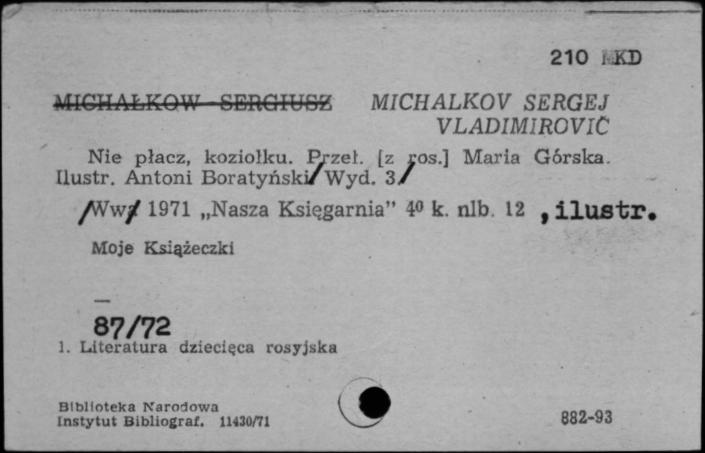 210 MKD
MICHAŁKOW SERGIUSZ MICHALKOV SERGEJ
VLADIMIROVIČ
Nie płacz, koziołku. Przeł. [z ros.] Maria Górska.
Ilustr. Antoni Boratyński/ Wyd. 3/
/Wwa/ 1971 „Nasza Księgarnia” 4⁰ k. nlb. 12 , ilustr.
Moje Książeczki
—
87/72
1. Literatura dziecięca rosyjska
Biblioteka Narodowa
Instytut Bibliograf. 11430/71
882-93